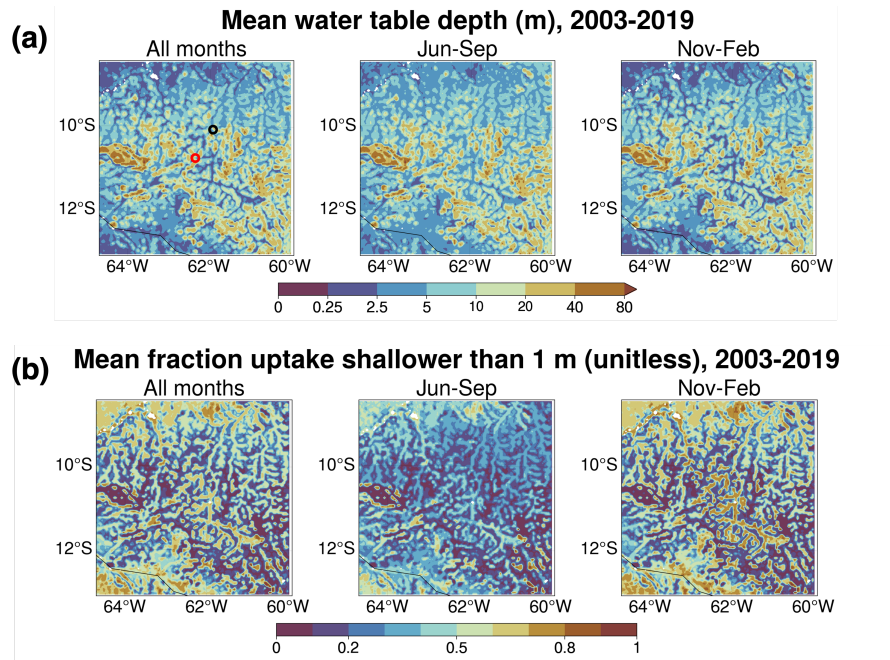 (a)
Mean water table depth (m), 2003-2019
All months Jun-Sep Nov-Feb
10°S 10°S 10°S
12°S 12°S 12°S
64°W 62°W 60°W 64°W 62°W 60°W 64°W 62°W 60°W
0 0.25 2.5 5 10 20 40 80
(b)
Mean fraction uptake shallower than 1 m (unitless), 2003-2019
All months Jun-Sep Nov-Feb
10°S 10°S 10°S
12°S 12°S 12°S
64°W 62°W 60°W 64°W 62°W 60°W 64°W 62°W 60°W
0 0.2 0.5 0.8 1